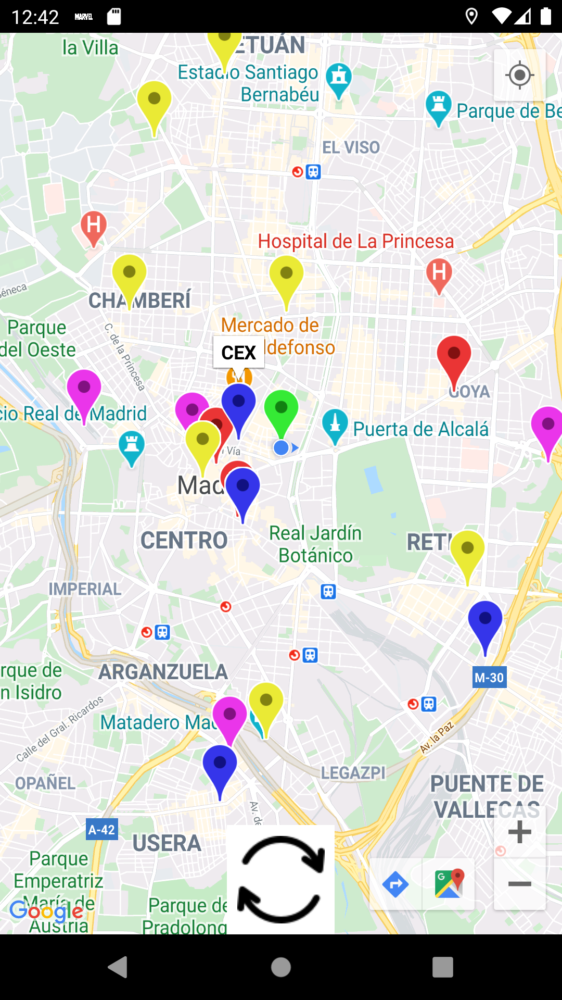 12:42
MARVEL
la Villa
ETUÁN
Estadio Santiago
Bernabéu
Parque de Be
EL VISO
H
Hospital de La Princesa
H
Séneca
CHAMBERÍ
Parque
del Oeste
C. de la Princesa
Mercado de
ldefonso
CEX
GOYA
cio Real de Madrid
Puerta de Alcalá
n Vía
Mad
CENTRO
Real Jardín
Botánico
RETI
IMPERIAL
M-30
rque de
n Isidro
ARGANZUELA
Calle del Gral. Ricardos
Matadero Mad
Av. la Paz
OPAÑEL
LEGAZPI
PUENTE DE
VALLECAS
Av. de
A-42
USERA
Parque
Emperatriz
María de
Austria
Google
Parque de
Pradolong
G